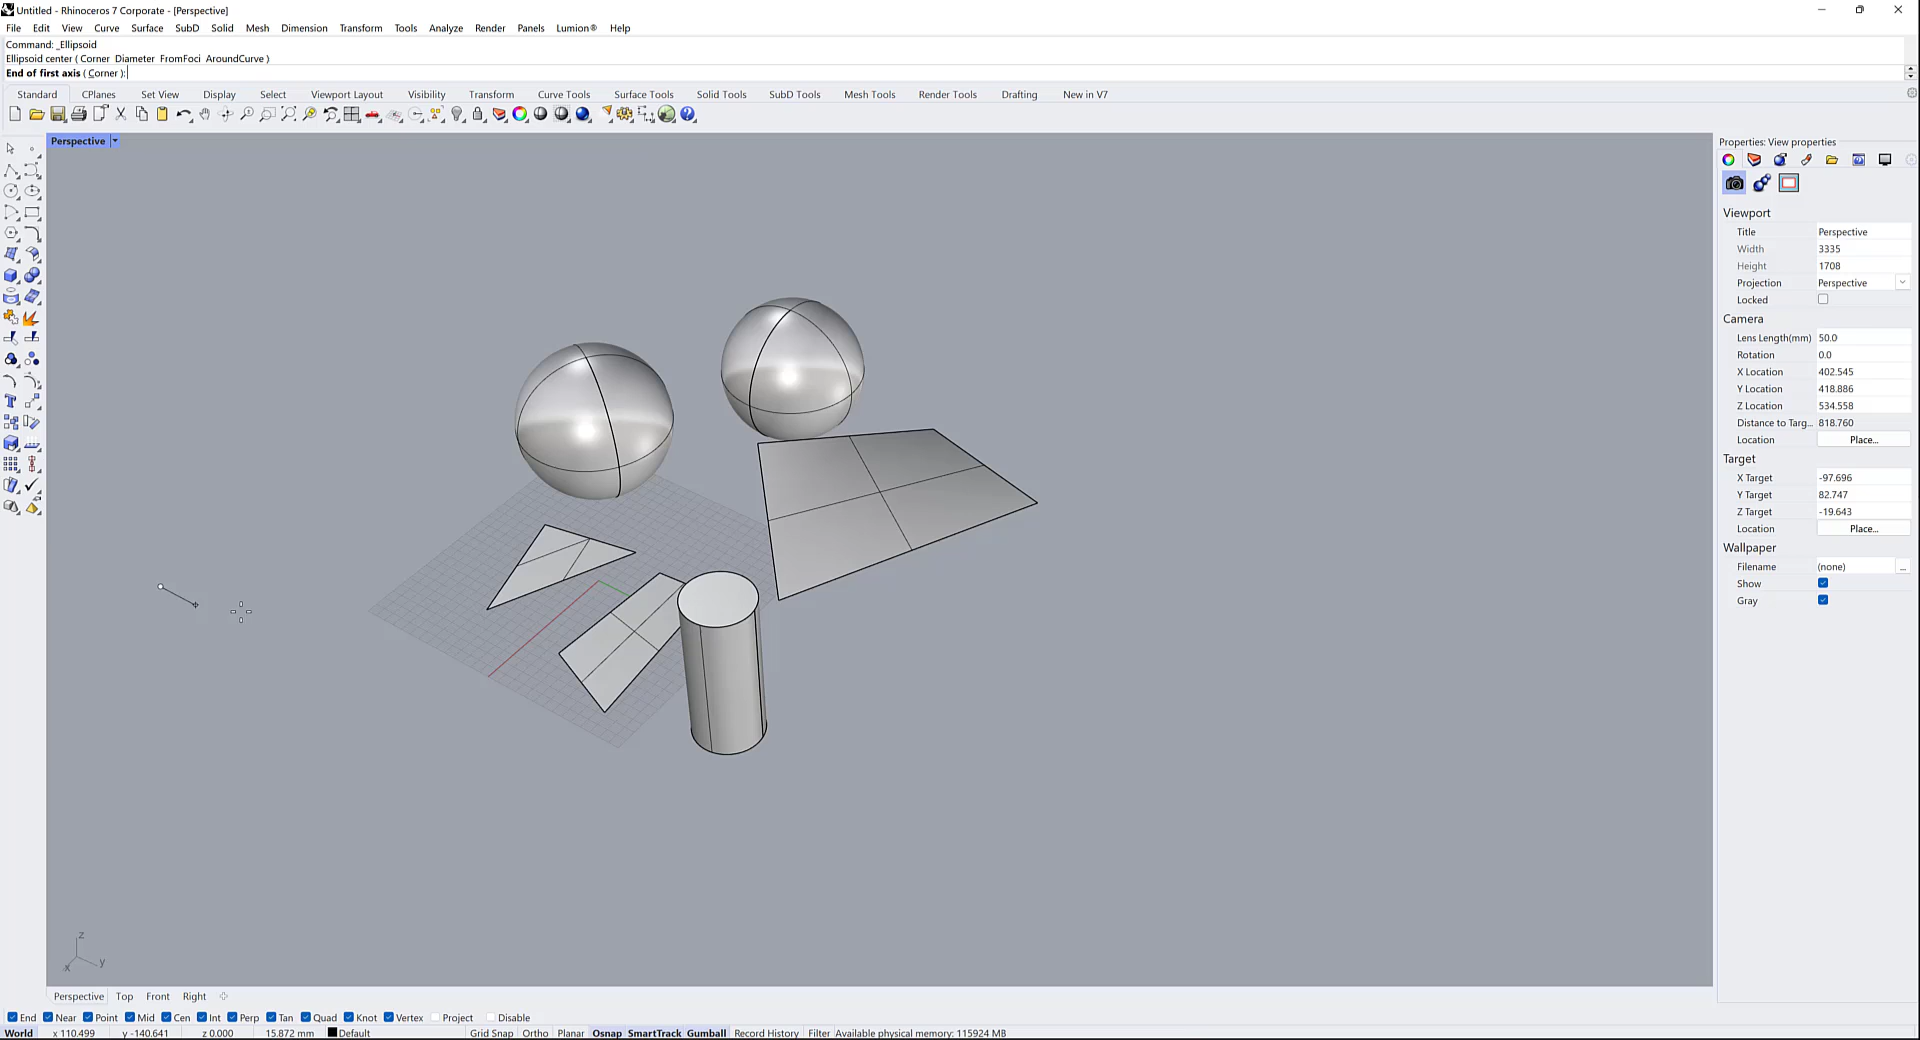 Untitled - Rhinoceros 7 Corporate - [Perspective]
File Edit View Curve Surface SubD Solid Mesh Dimension Transform Tools Analyze Render Panels Lumion® Help
Command: _Ellipsoid
Ellipsoid center ( Corner Diameter FromFoci AroundCurve )
End of first axis ( Corner ):
Standard CPlanes Set View Display Select Viewport Layout Visibility Transform Curve Tools Surface Tools Solid Tools SubD Tools Mesh Tools Render Tools Drafting New in V7
Perspective
Properties: View properties
Viewport
Title Perspective
Width 3335
Height 1708
Projection Perspective
Locked
Camera
Lens Length(mm) 50.0
Rotation 0.0
X Location 402.545
Y Location 418.886
Z Location 534.558
Distance to Targ... 818.760
Location Place...
Target
X Target -97.696
Y Target 82.747
Z Target -19.643
Location Place...
Wallpaper
Filename (none) ...
Show
Gray
z
x y
Perspective Top Front Right
End Near Point Mid Cen Int Perp Tan Quad Knot Vertex Project Disable
World x 110.499 y -140.641 z 0.000 15.872 mm Default Grid Snap Ortho Planar Osnap SmartTrack Gumball Record History Filter Available physical memory: 115924 MB